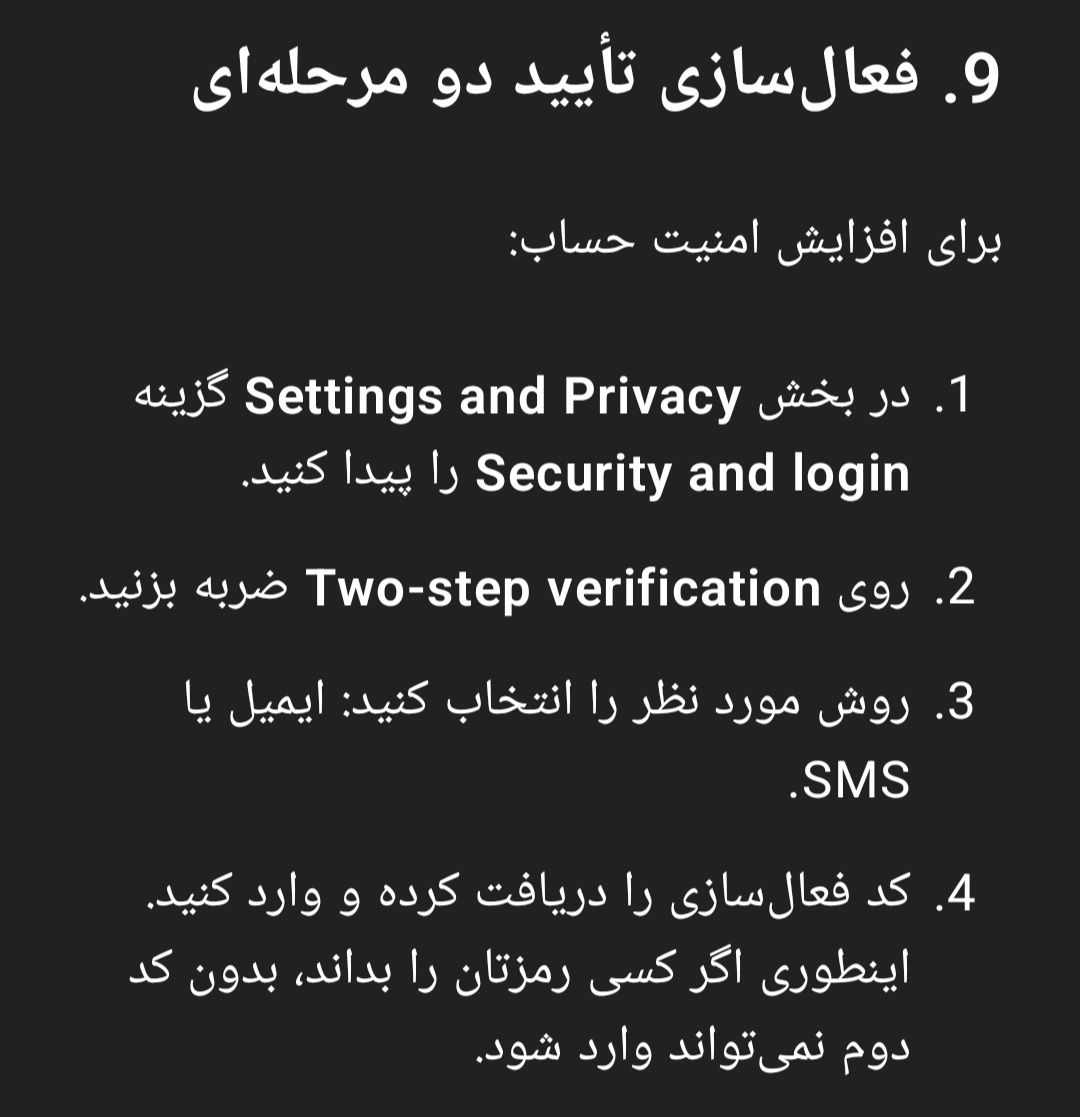 9. فعال‌سازی تأیید دو مرحله‌ای
برای افزایش امنیت حساب:
1. در بخش Settings and Privacy گزینه
Security and login را پیدا کنید.
2. روی Two-step verification ضربه بزنید.
3. روش مورد نظر را انتخاب کنید: ایمیل یا
SMS.
4. کد فعال‌سازی را دریافت کرده و وارد کنید.
اینطوری اگر کسی رمزتان را بداند، بدون کد
دوم نمی‌تواند وارد شود.